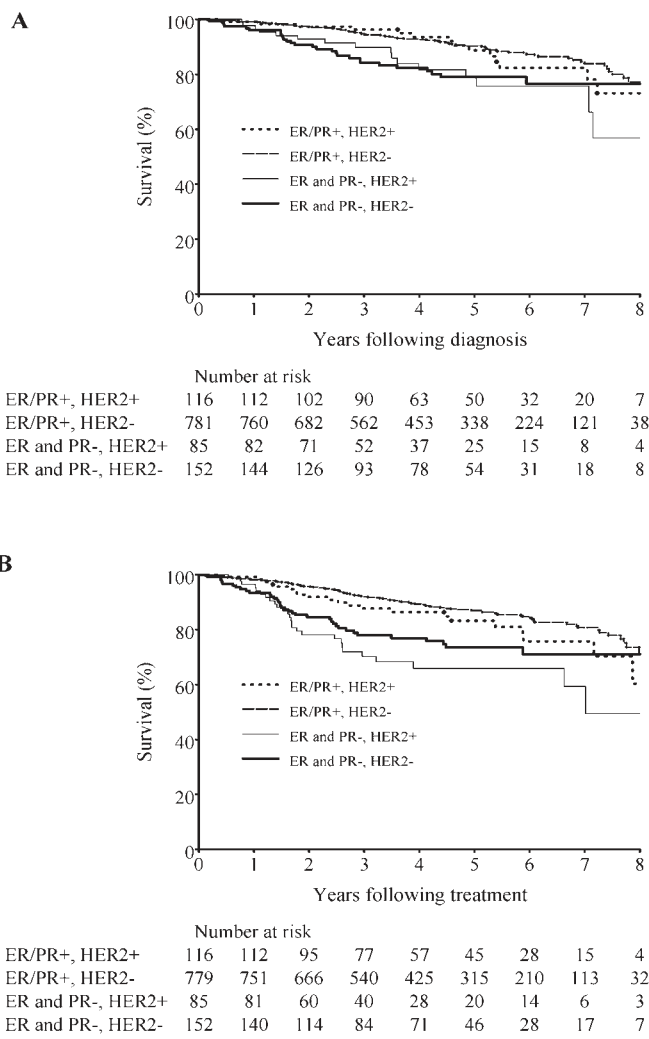 A
100
80
60
40
20
0
Survival (%)
ER/PR+, HER2+
ER/PR+, HER2-
ER and PR-, HER2+
ER and PR-, HER2-
0 1 2 3 4 5 6 7 8
Years following diagnosis
Number at risk
ER/PR+, HER2+ 116 112 102 90 63 50 32 20 7
ER/PR+, HER2- 781 760 682 562 453 338 224 121 38
ER and PR-, HER2+ 85 82 71 52 37 25 15 8 4
ER and PR-, HER2- 152 144 126 93 78 54 31 18 8
B
100
80
60
40
20
0
Survival (%)
ER/PR+, HER2+
ER/PR+, HER2-
ER and PR-, HER2+
ER and PR-, HER2-
0 1 2 3 4 5 6 7 8
Years following treatment
Number at risk
ER/PR+, HER2+ 116 112 95 77 57 45 28 15 4
ER/PR+, HER2- 779 751 666 540 425 315 210 113 32
ER and PR-, HER2+ 85 81 60 40 28 20 14 6 3
ER and PR-, HER2- 152 140 114 84 71 46 28 17 7